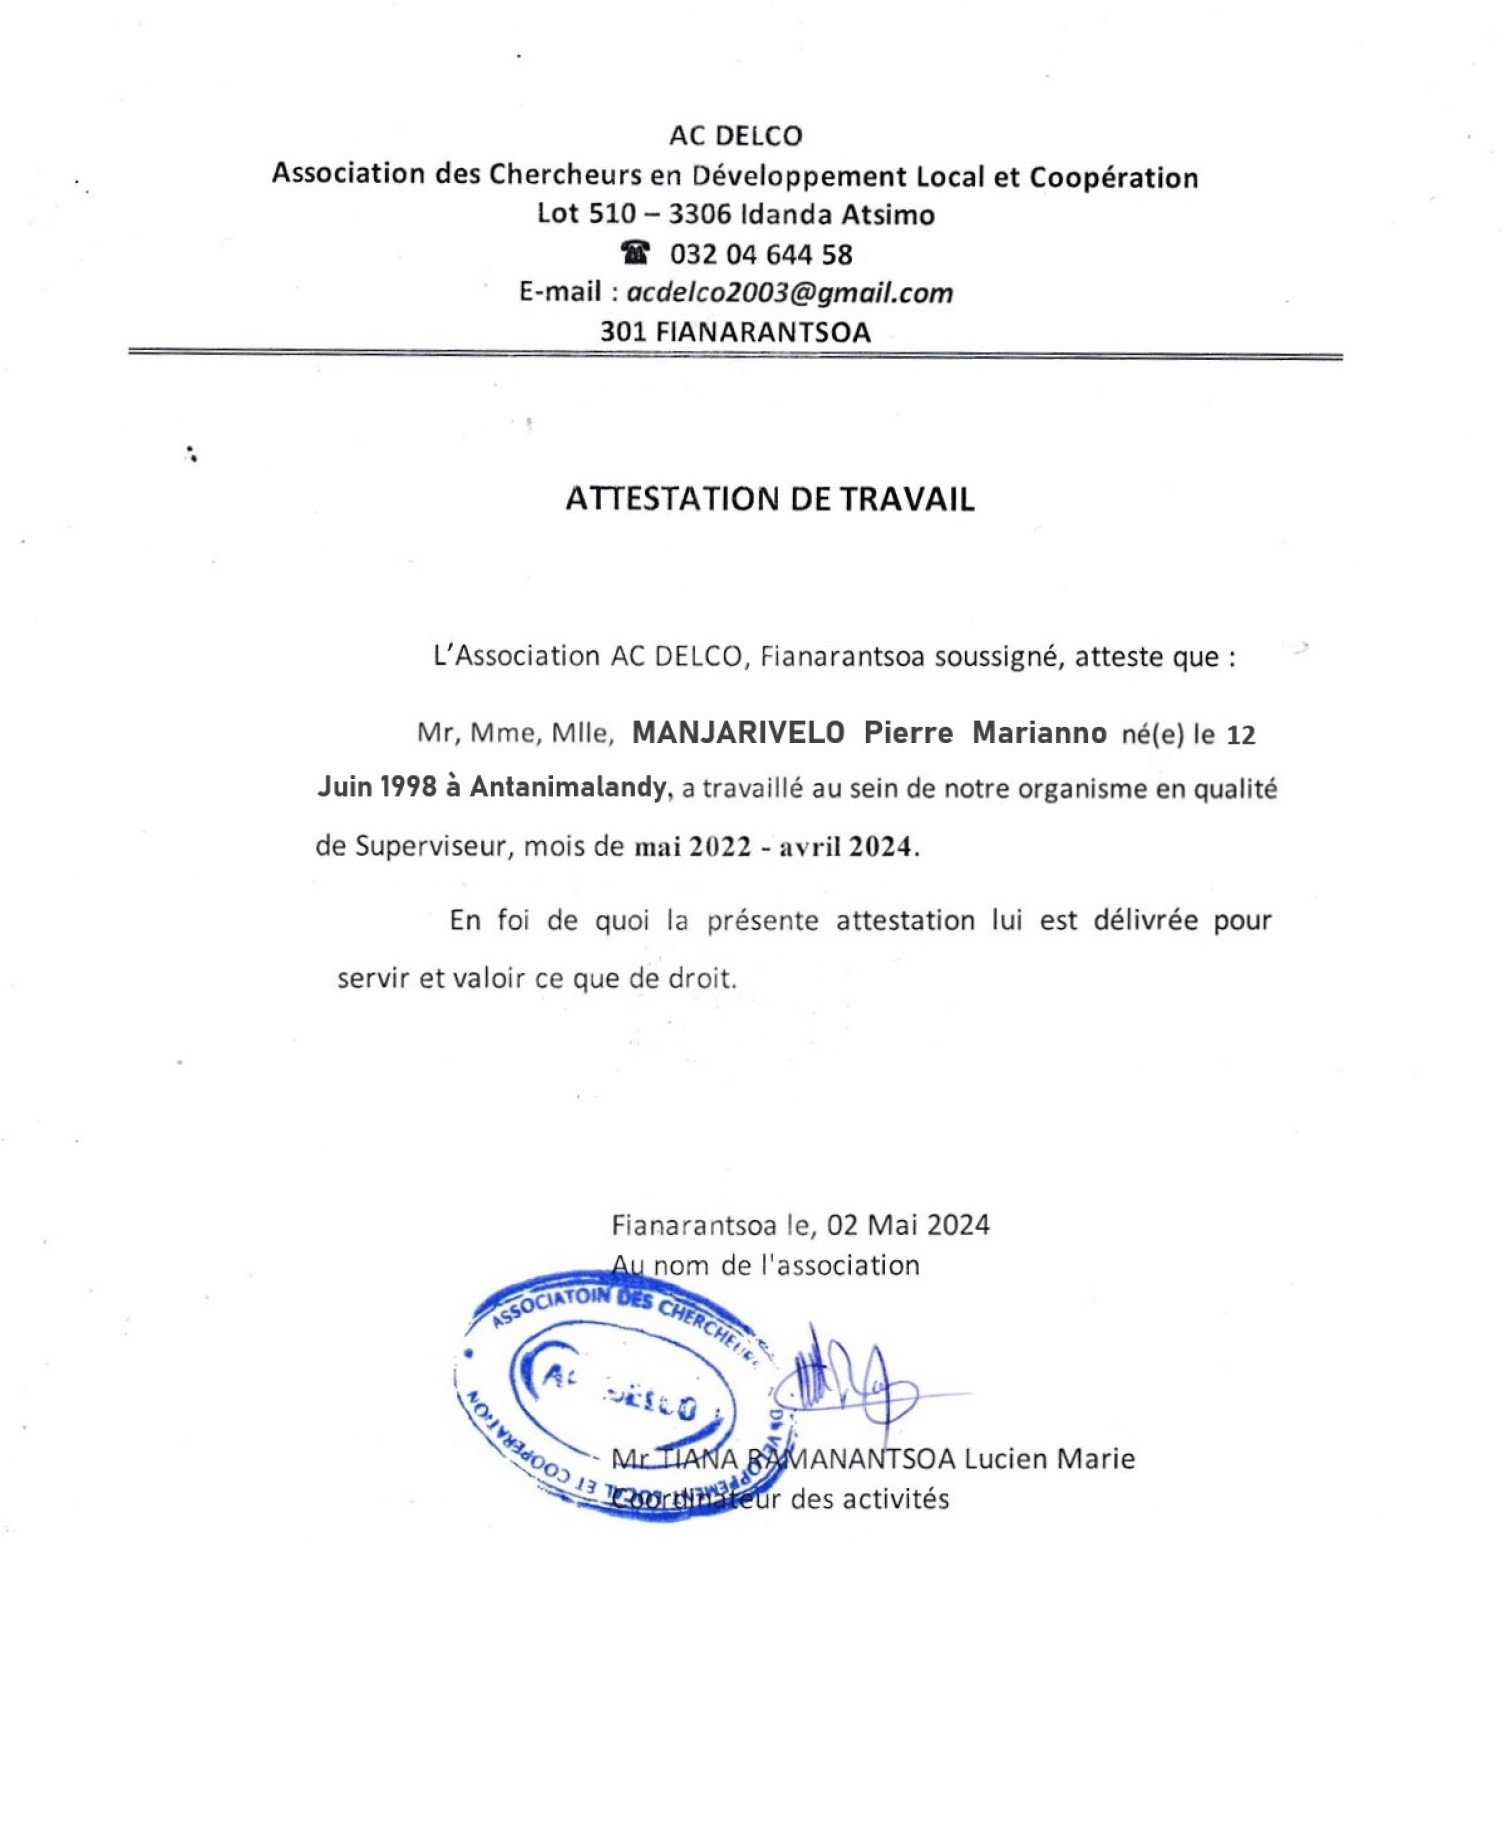 AC DELCO
Association des Chercheurs en Développement Local et Coopération
Lot 510 – 3306 Idanda Atsimo
☎ 032 04 644 58
E-mail : acdelco2003@gmail.com
301 FIANARANTSOA
ATTESTATION DE TRAVAIL
L'Association AC DELCO, Fianarantsoa soussigné, atteste que :
Mr, Mme, Mlle, MANJARIVELO Pierre Marianno né(e) le 12
Juin 1998 à Antanimalandy, a travaillé au sein de notre organisme en qualité
de Superviseur, mois de mai 2022 - avril 2024.
En foi de quoi la présente attestation lui est délivrée pour
servir et valoir ce que de droit.
Fianarantsoa le, 02 Mai 2024
Au nom de l'association
ASSOCIATOIN DES CHERCHEURS
DEVELOPPEMENT LOCAL ET COOPERATION
AC DELCO
Mr TIANA RAMANANTSOA Lucien Marie
Coordinateur des activités